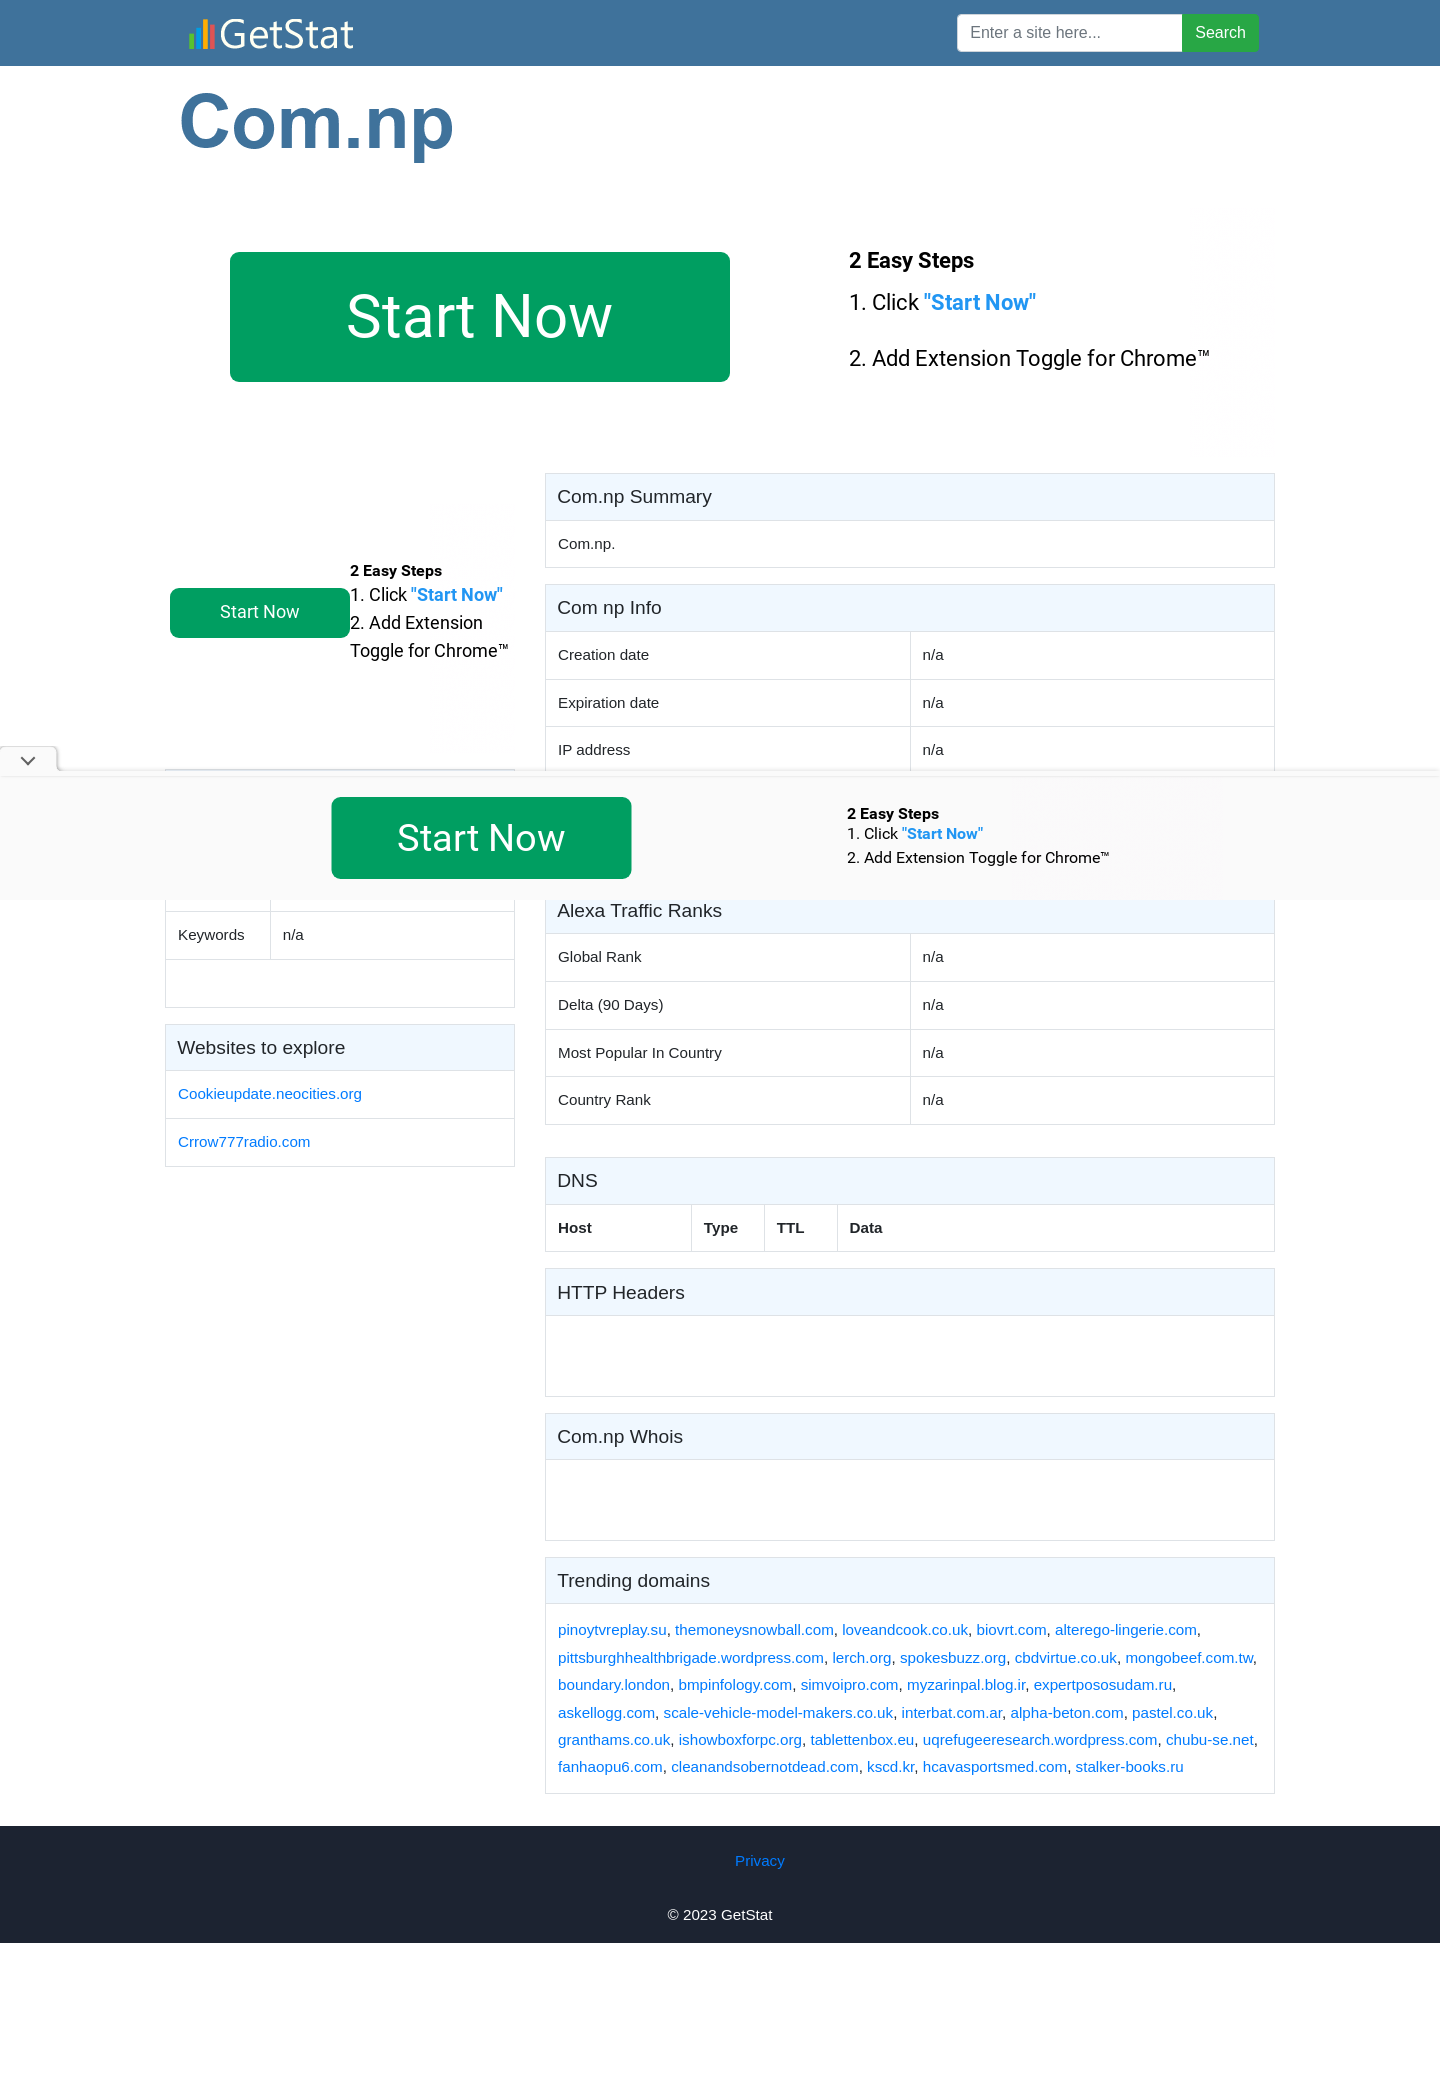 GetStat
Enter a site here...
Search
Com.np
Start Now
2 Easy Steps
1. Click "Start Now"
2. Add Extension Toggle for Chrome™
Start Now
2 Easy Steps
1. Click "Start Now"
2. Add Extension
Toggle for Chrome™
Com.np Summary
Com.np.
Com np Info
Creation date n/a
Expiration date n/a
IP address n/a
Start Now
2 Easy Steps
1. Click "Start Now"
2. Add Extension Toggle for Chrome™
Keywords n/a
Websites to explore
Cookieupdate.neocities.org
Crrow777radio.com
Alexa Traffic Ranks
Global Rank n/a
Delta (90 Days) n/a
Most Popular In Country n/a
Country Rank n/a
DNS
Host Type TTL Data
HTTP Headers
Com.np Whois
Trending domains
pinoytvreplay.su, themoneysnowball.com, loveandcook.co.uk, biovrt.com, alterego-lingerie.com,
pittsburghhealthbrigade.wordpress.com, lerch.org, spokesbuzz.org, cbdvirtue.co.uk, mongobeef.com.tw,
boundary.london, bmpinfology.com, simvoipro.com, myzarinpal.blog.ir, expertpososudam.ru,
askellogg.com, scale-vehicle-model-makers.co.uk, interbat.com.ar, alpha-beton.com, pastel.co.uk,
granthams.co.uk, ishowboxforpc.org, tablettenbox.eu, uqrefugeeresearch.wordpress.com, chubu-se.net,
fanhaopu6.com, cleanandsobernotdead.com, kscd.kr, hcavasportsmed.com, stalker-books.ru
Privacy
© 2023 GetStat